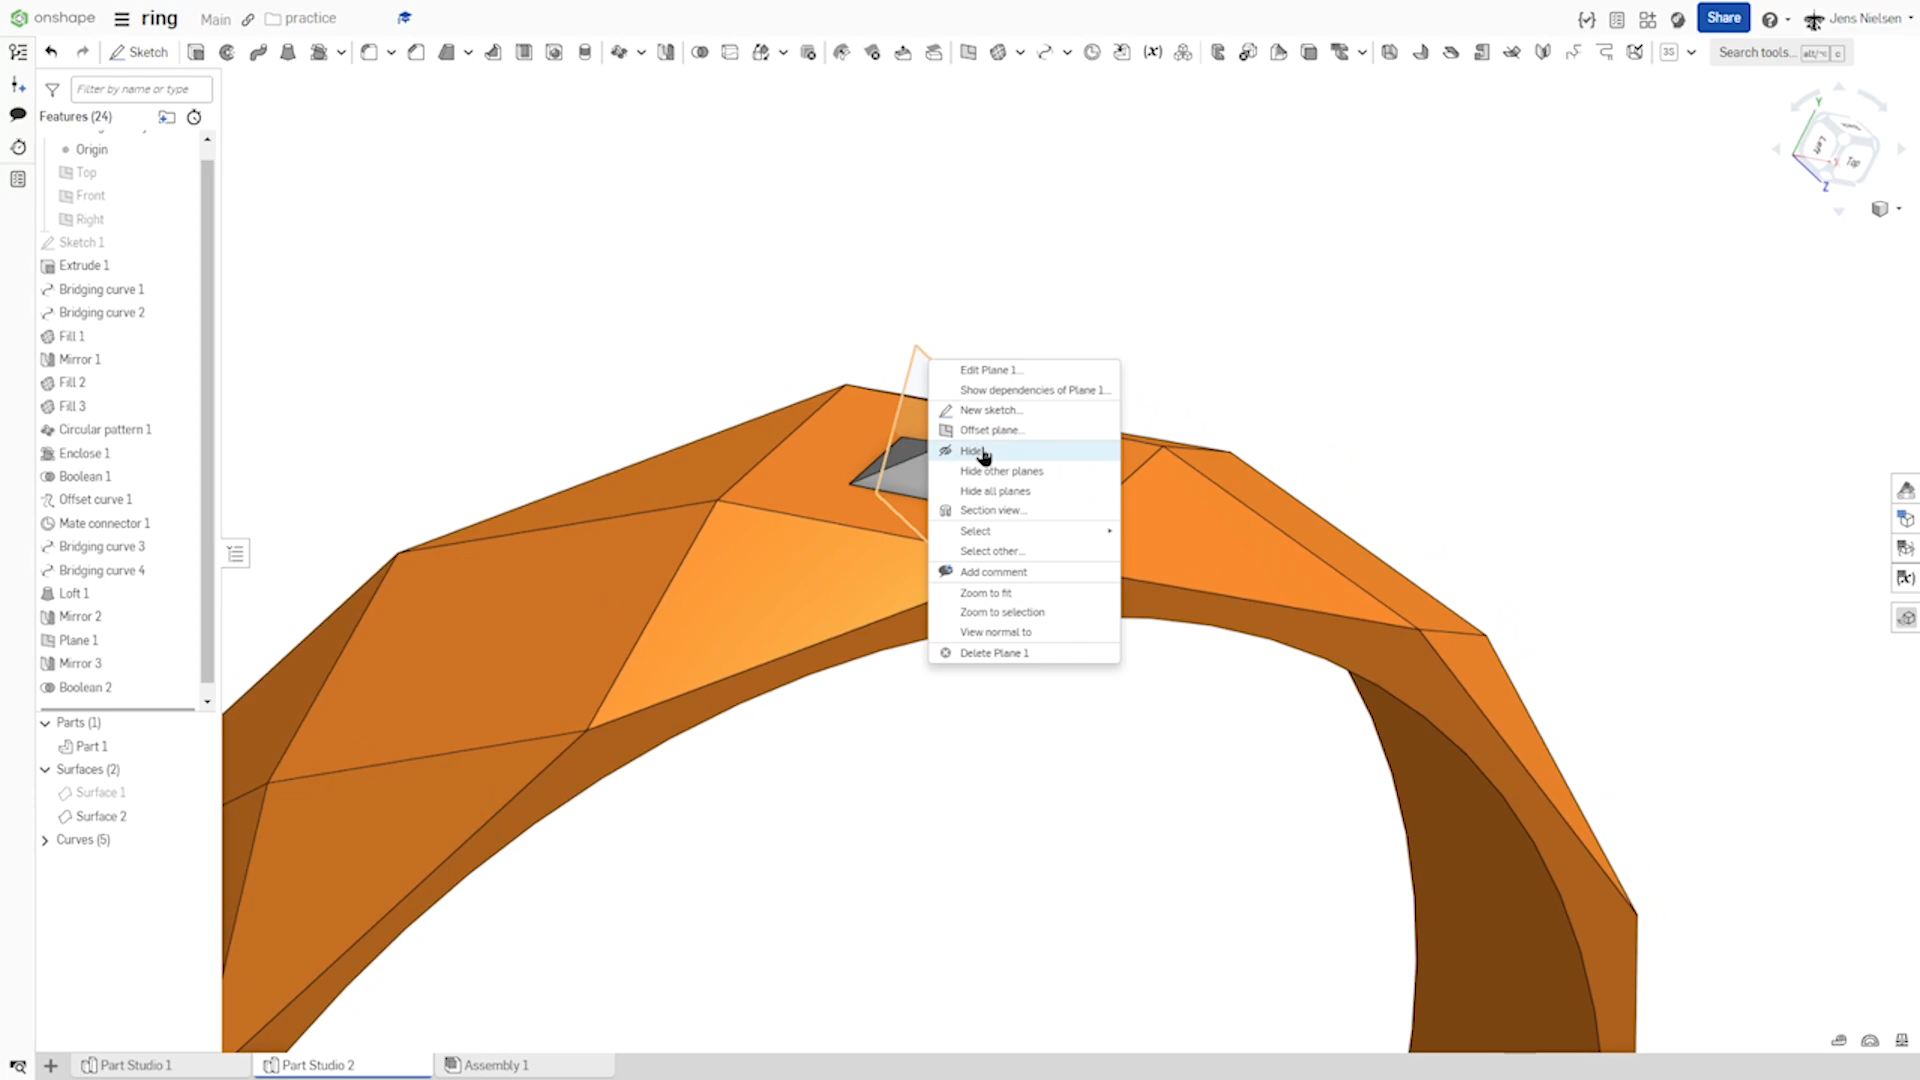 onshape ring Main practice Share Jens Nielsen
Sketch Search tools... alt/⌥ c
Filter by name or type
Features (24)
Origin
Top
Front
Right
Sketch 1
Extrude 1
Bridging curve 1
Bridging curve 2
Fill 1
Mirror 1
Fill 2
Fill 3
Circular pattern 1
Enclose 1
Boolean 1
Offset curve 1
Mate connector 1
Bridging curve 3
Bridging curve 4
Loft 1
Mirror 2
Plane 1
Mirror 3
Boolean 2
Parts (1)
Part 1
Surfaces (2)
Surface 1
Surface 2
Curves (5)
Edit Plane 1...
Show dependencies of Plane 1...
New sketch...
Offset plane...
Hide
Hide other planes
Hide all planes
Section view...
Select
Select other...
Add comment
Zoom to fit
Zoom to selection
View normal to
Delete Plane 1
Y
Left
Top
Z
Part Studio 1
Part Studio 2
Assembly 1